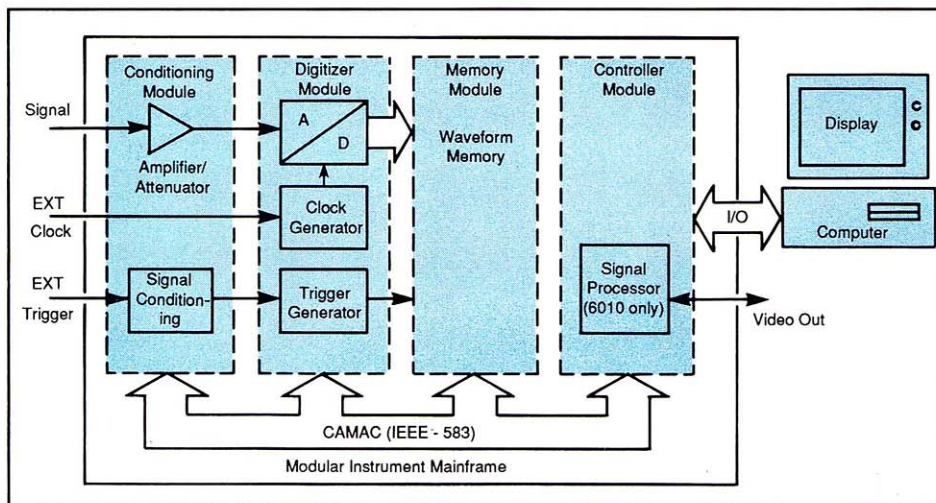 Conditioning
Module
Digitizer
Module
Memory
Module
Controller
Module
Signal
Amplifier/
Attenuator
A
D
Waveform
Memory
Display
EXT
Clock
Clock
Generator
I/O
Computer
EXT
Trigger
Signal
Condition-
ing
Trigger
Generator
Signal
Processor
(6010 only)
Video Out
CAMAC (IEEE - 583)
Modular Instrument Mainframe